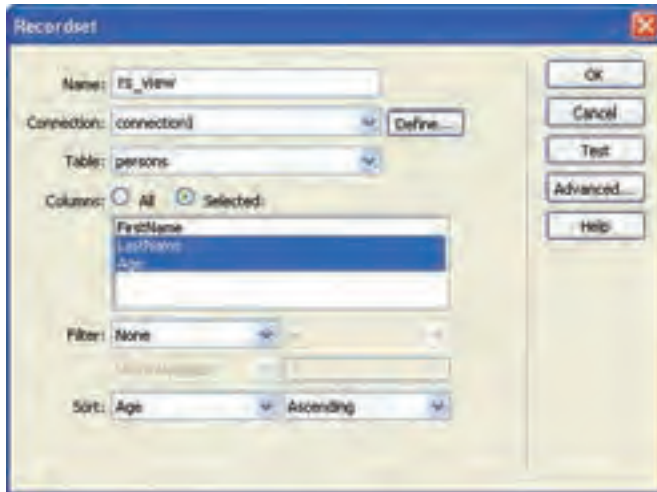 Recordset
Name: rs_view
Connection: connection1
Define...
Table: persons
Columns: All Selected:
FirstName
LastName
Age
Filter: None
=
Sort: Age Ascending
OK
Cancel
Test
Advanced...
Help